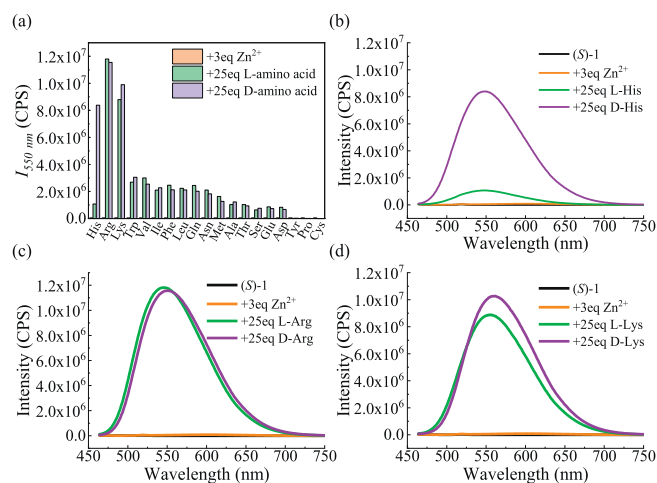 (a)
I550 nm (CPS)
1.2x10⁷
1.0x10⁷
8.0x10⁶
6.0x10⁶
4.0x10⁶
2.0x10⁶
0.0
+3eq Zn²⁺
+25eq L-amino acid
+25eq D-amino acid
His Arg Lys Trp Val Ile Phe Leu Gln Asn Met Ala Thr Ser Glu Asp Tyr Pro Cys
(b)
Intensity (CPS)
1.2x10⁷
1.0x10⁷
8.0x10⁶
6.0x10⁶
4.0x10⁶
2.0x10⁶
0.0
(S)-1
+3eq Zn²⁺
+25eq L-His
+25eq D-His
450 500 550 600 650 700 750
Wavelength (nm)
(c)
Intensity (CPS)
1.2x10⁷
1.0x10⁷
8.0x10⁶
6.0x10⁶
4.0x10⁶
2.0x10⁶
0.0
(S)-1
+3eq Zn²⁺
+25eq L-Arg
+25eq D-Arg
450 500 550 600 650 700 750
Wavelength (nm)
(d)
Intensity (CPS)
1.2x10⁷
1.0x10⁷
8.0x10⁶
6.0x10⁶
4.0x10⁶
2.0x10⁶
0.0
(S)-1
+3eq Zn²⁺
+25eq L-Lys
+25eq D-Lys
400 450 500 550 600 650 700 750
Wavelength (nm)